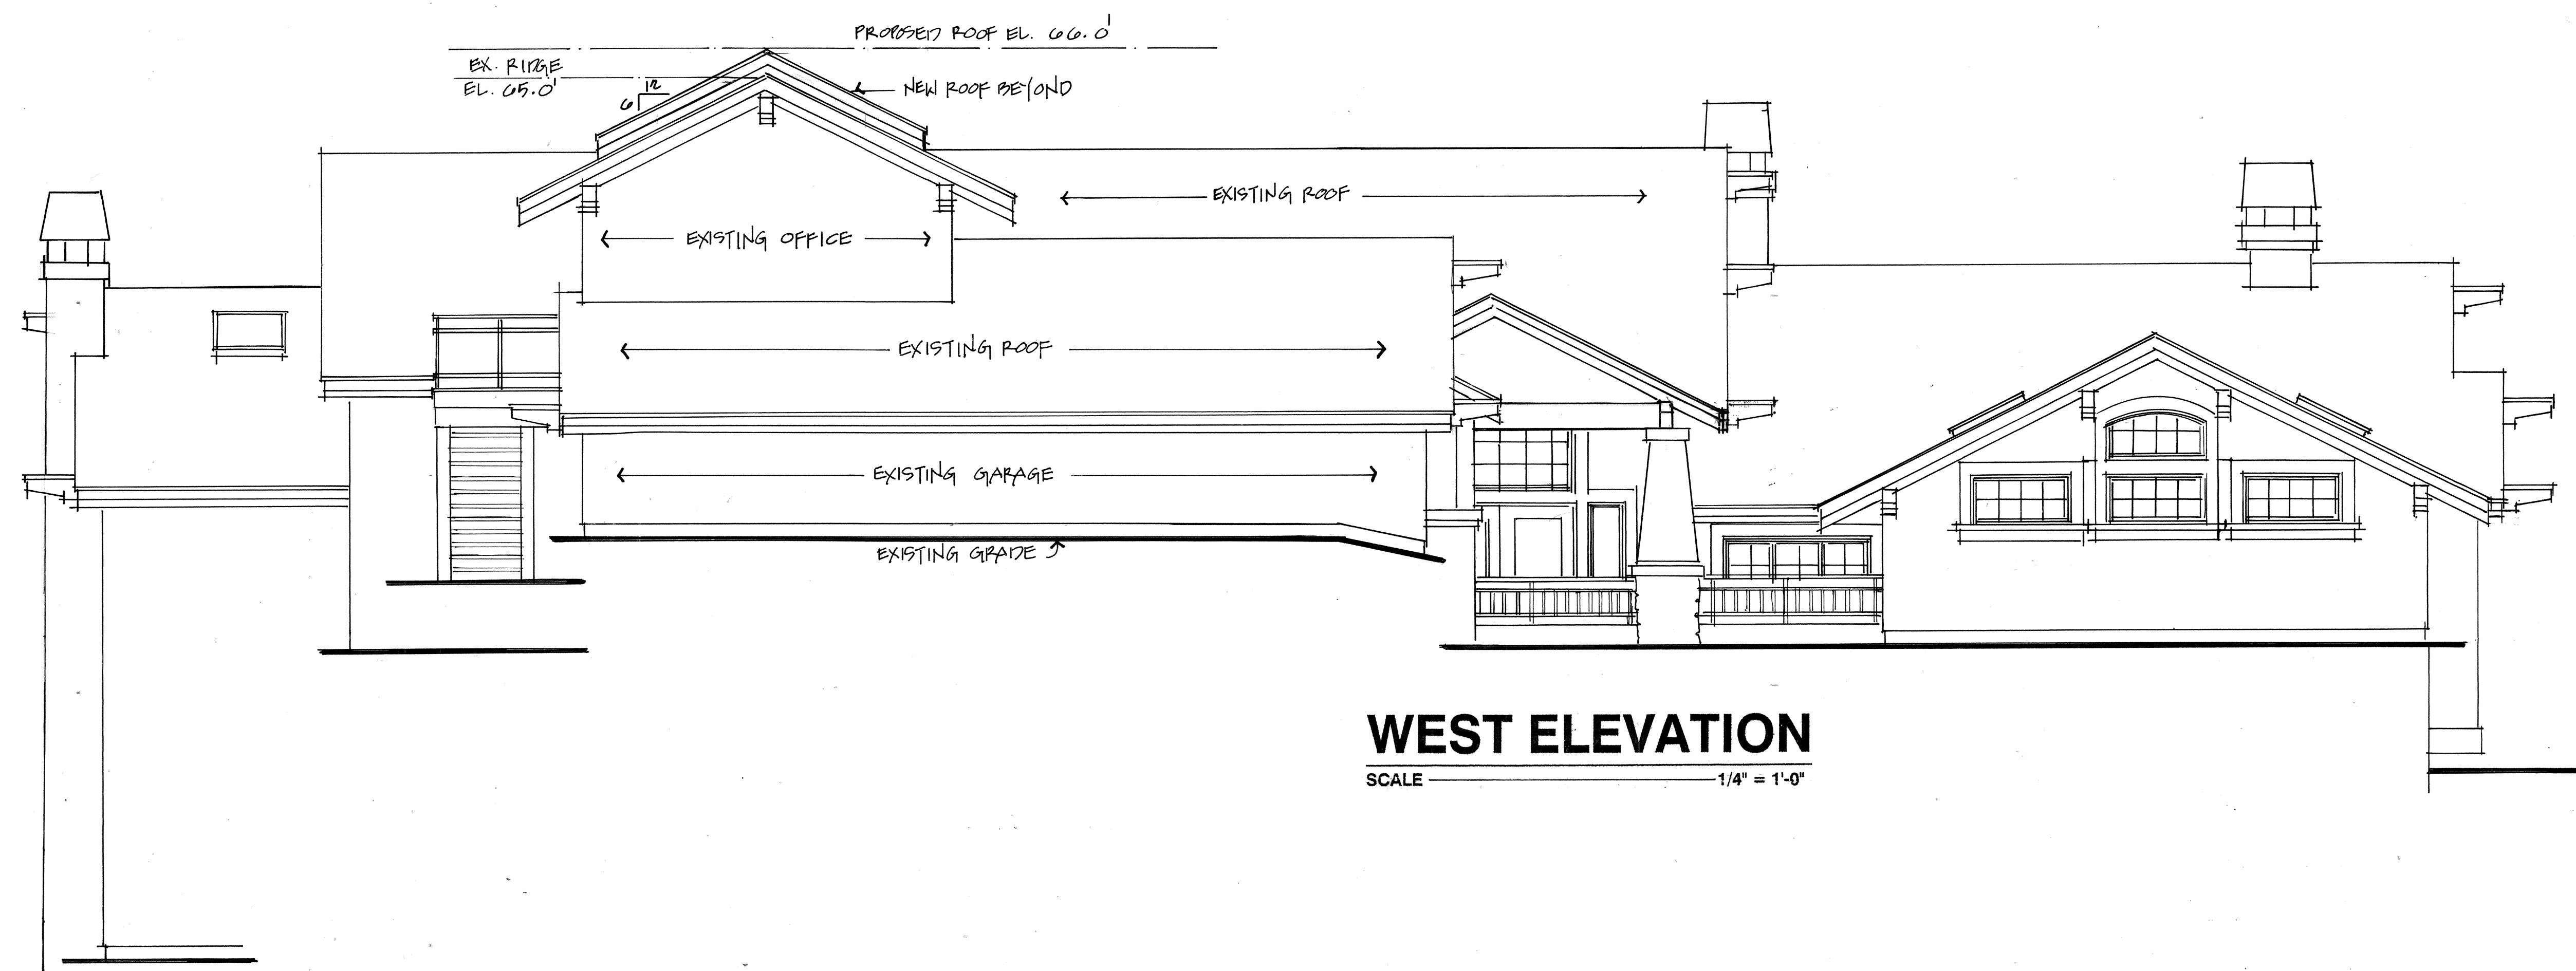 PROPOSED ROOF EL. 66.0'
EX. RIDGE
EL. 65.0'
12
6
NEW ROOF BEYOND
EXISTING ROOF
EXISTING OFFICE
EXISTING ROOF
EXISTING GARAGE
EXISTING GRADE
WEST ELEVATION
SCALE 1/4" = 1'-0"